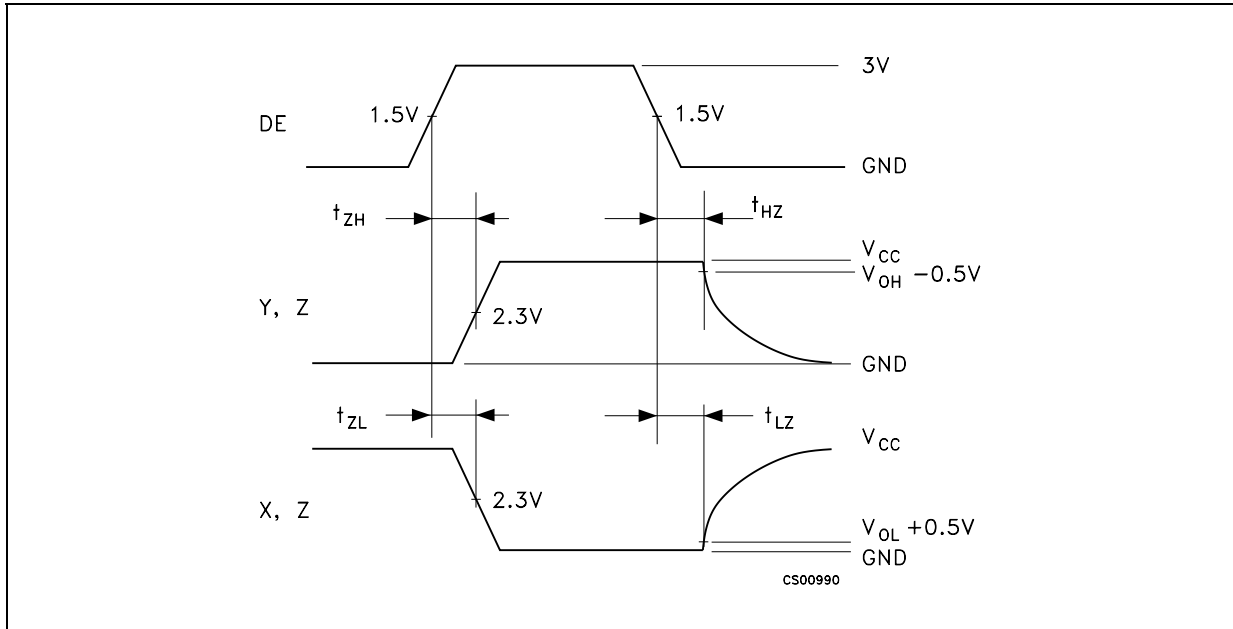 3V
1.5V
1.5V
DE
GND
tZH
tHZ
VCC
VOH −0.5V
Y, Z
2.3V
GND
tZL
tLZ
VCC
X, Z
2.3V
VOL +0.5V
GND
CS00990